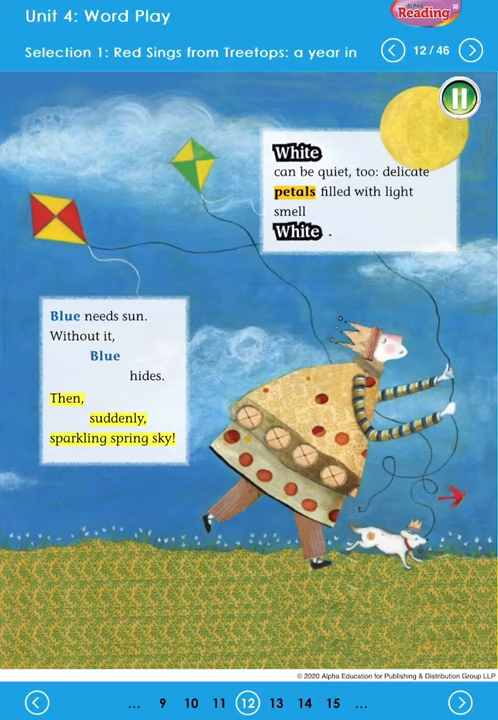 Unit 4: Word Play
ALPHA
Reading
3B
Selection 1: Red Sings from Treetops: a year in
12 / 46
White
can be quiet, too: delicate
petals filled with light
smell
White .
Blue needs sun.
Without it,
Blue
hides.
Then,
suddenly,
sparkling spring sky!
© 2020 Alpha Education for Publishing & Distribution Group LLP
... 9 10 11 12 13 14 15 ...